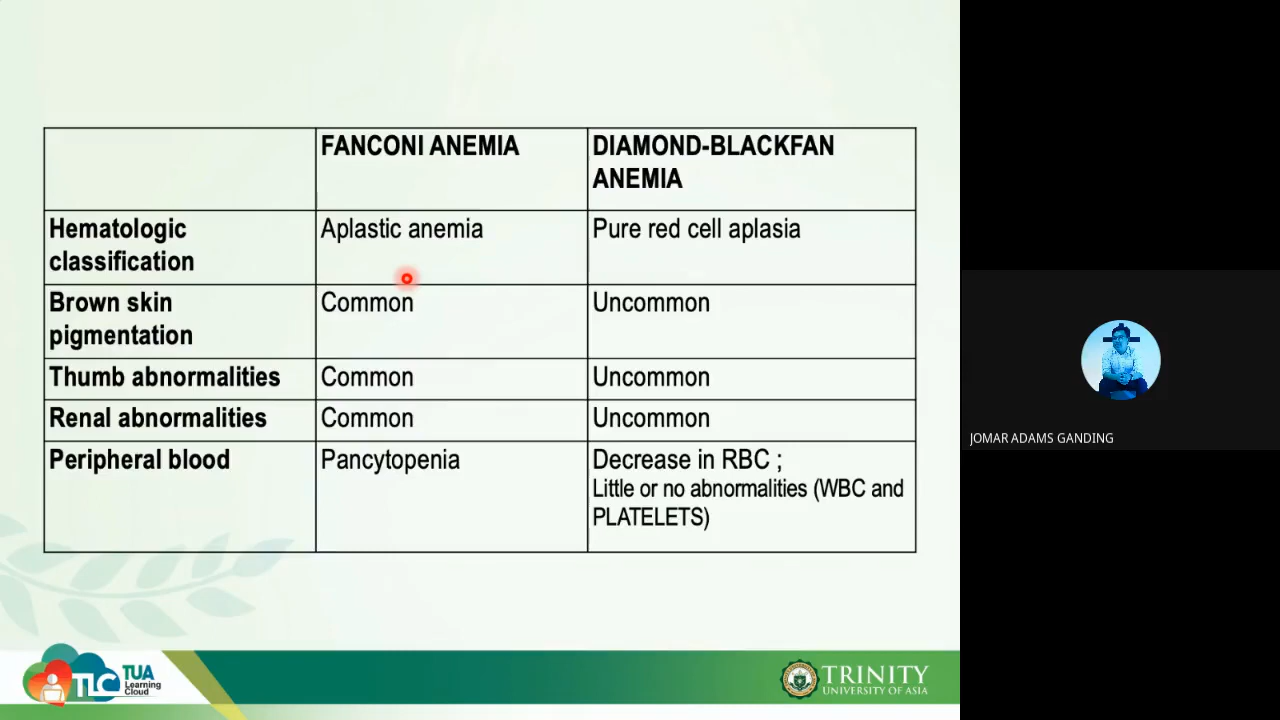 FANCONI ANEMIA
DIAMOND-BLACKFAN
ANEMIA
Hematologic
classification
Aplastic anemia
Pure red cell aplasia
Brown skin
pigmentation
Common
Uncommon
Thumb abnormalities
Common
Uncommon
Renal abnormalities
Common
Uncommon
Peripheral blood
Pancytopenia
Decrease in RBC ;
Little or no abnormalities (WBC and
PLATELETS)
JOMAR ADAMS GANDING
TLC
TUA
Learning
Cloud
TRINITY
UNIVERSITY OF ASIA